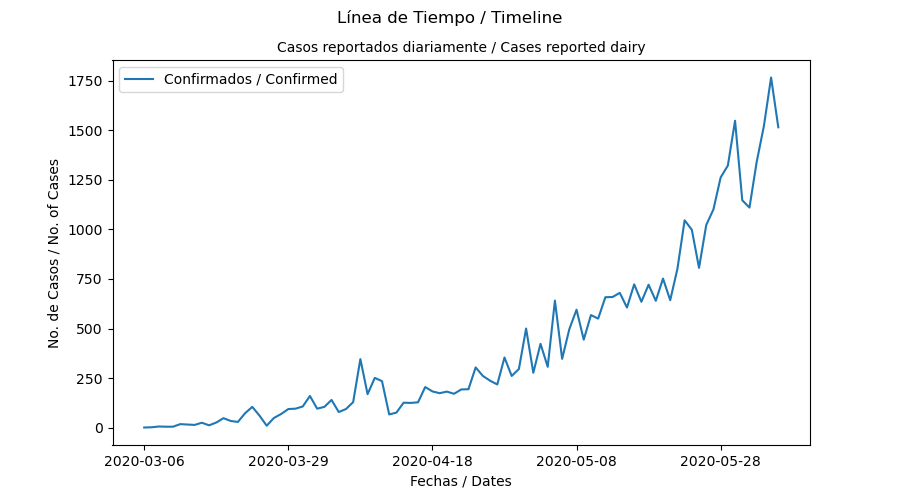 Línea de Tiempo / Timeline
Casos reportados diariamente / Cases reported dairy
Confirmados / Confirmed
No. de Casos / No. of Cases
1750
1500
1250
1000
750
500
250
0
2020-03-06 2020-03-29 2020-04-18 2020-05-08 2020-05-28
Fechas / Dates